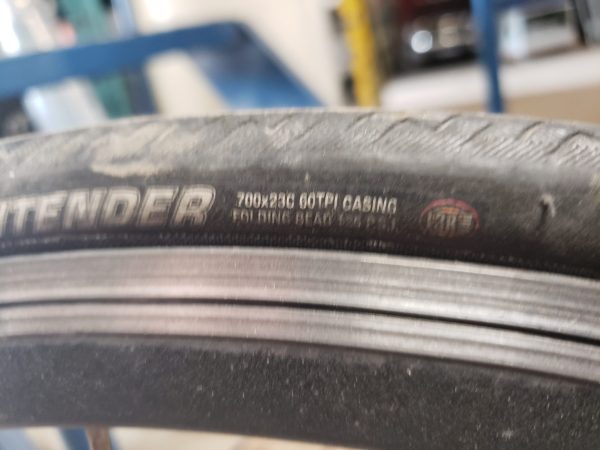 NTENDER
700x23C 60TPI CASING
FOLDING BEAD